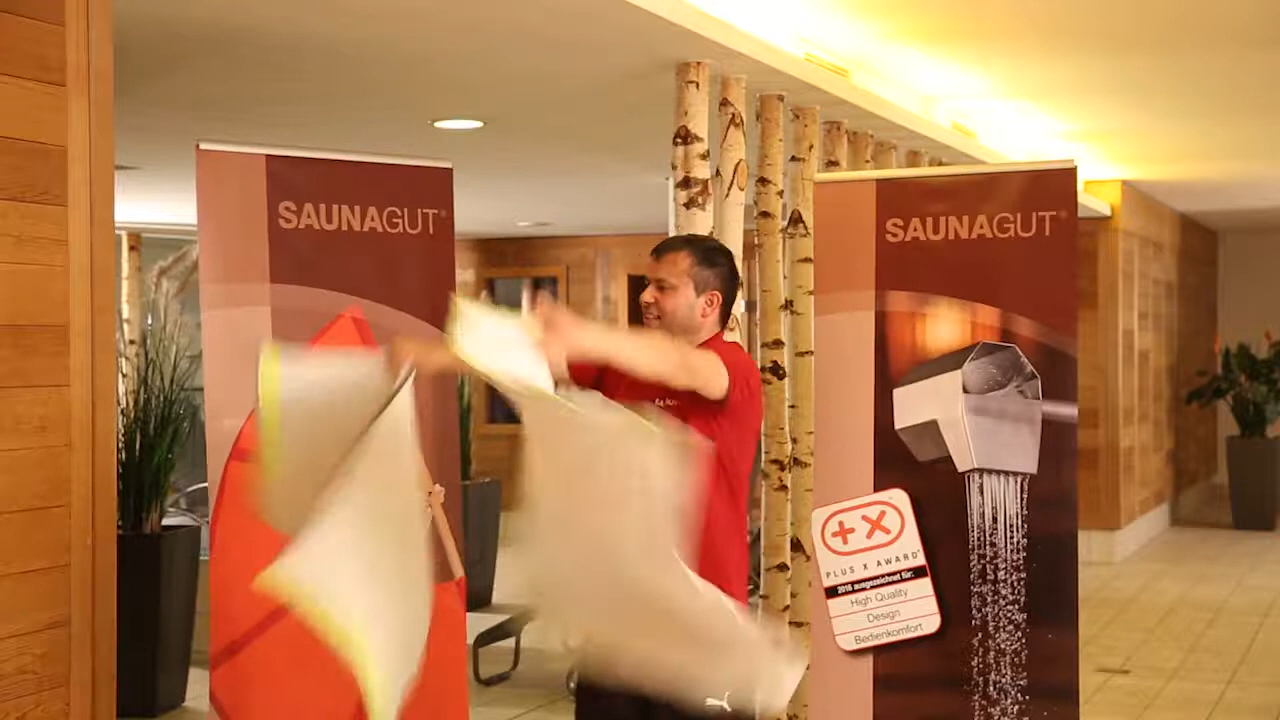 SAUNAGUT®
SAUNAGUT®
PLUS X AWARD®
2016 ausgezeichnet für:
High Quality
Design
Bedienkomfort